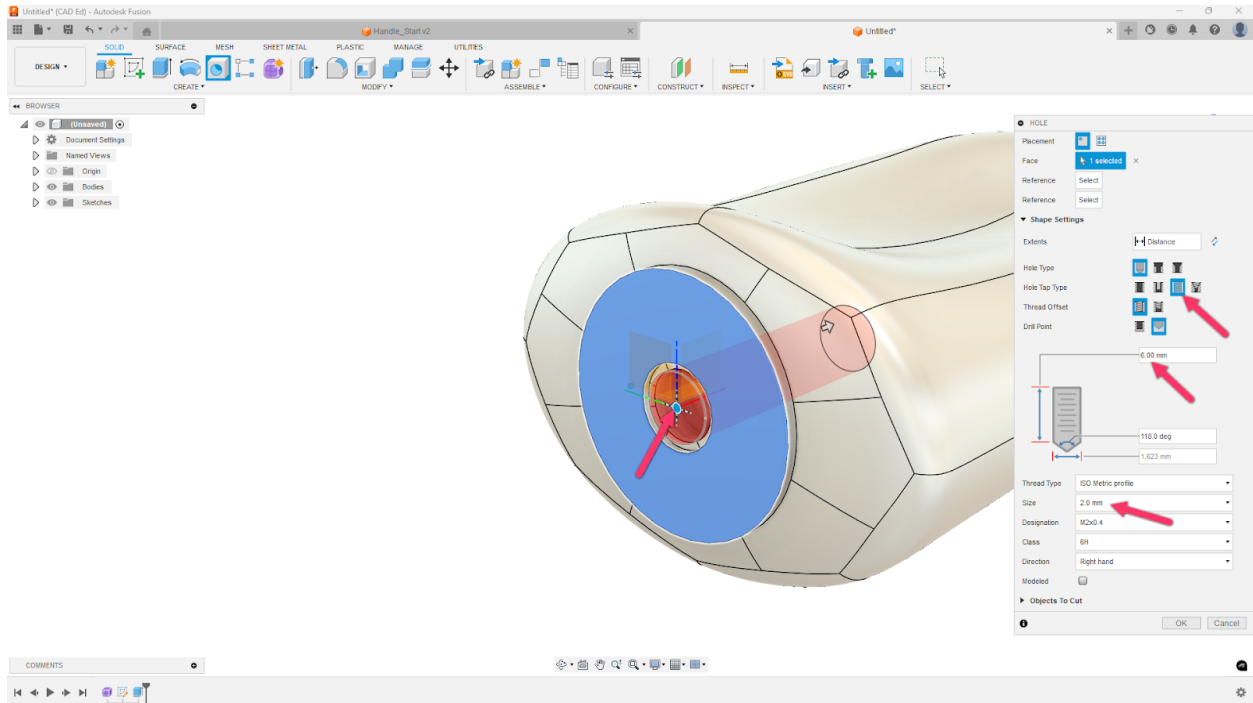 Untitled* (CAD Ed) - Autodesk Fusion
Handle_Start v2
Untitled*
SOLID SURFACE MESH SHEET METAL PLASTIC MANAGE UTILITIES
DESIGN
CREATE MODIFY ASSEMBLE CONFIGURE CONSTRUCT INSPECT INSERT SELECT
BROWSER
(Unsaved)
Document Settings
Named Views
Origin
Bodies
Sketches
HOLE
Placement
Face 1 selected
Reference Select
Reference Select
Shape Settings
Extents Distance
Hole Type
Hole Tap Type
Thread Offset
Drill Point
6.00 mm
118.0 deg
1.623 mm
Thread Type ISO Metric profile
Size 2.0 mm
Designation M2x0.4
Class 6H
Direction Right hand
Modeled
Objects To Cut
OK Cancel
COMMENTS